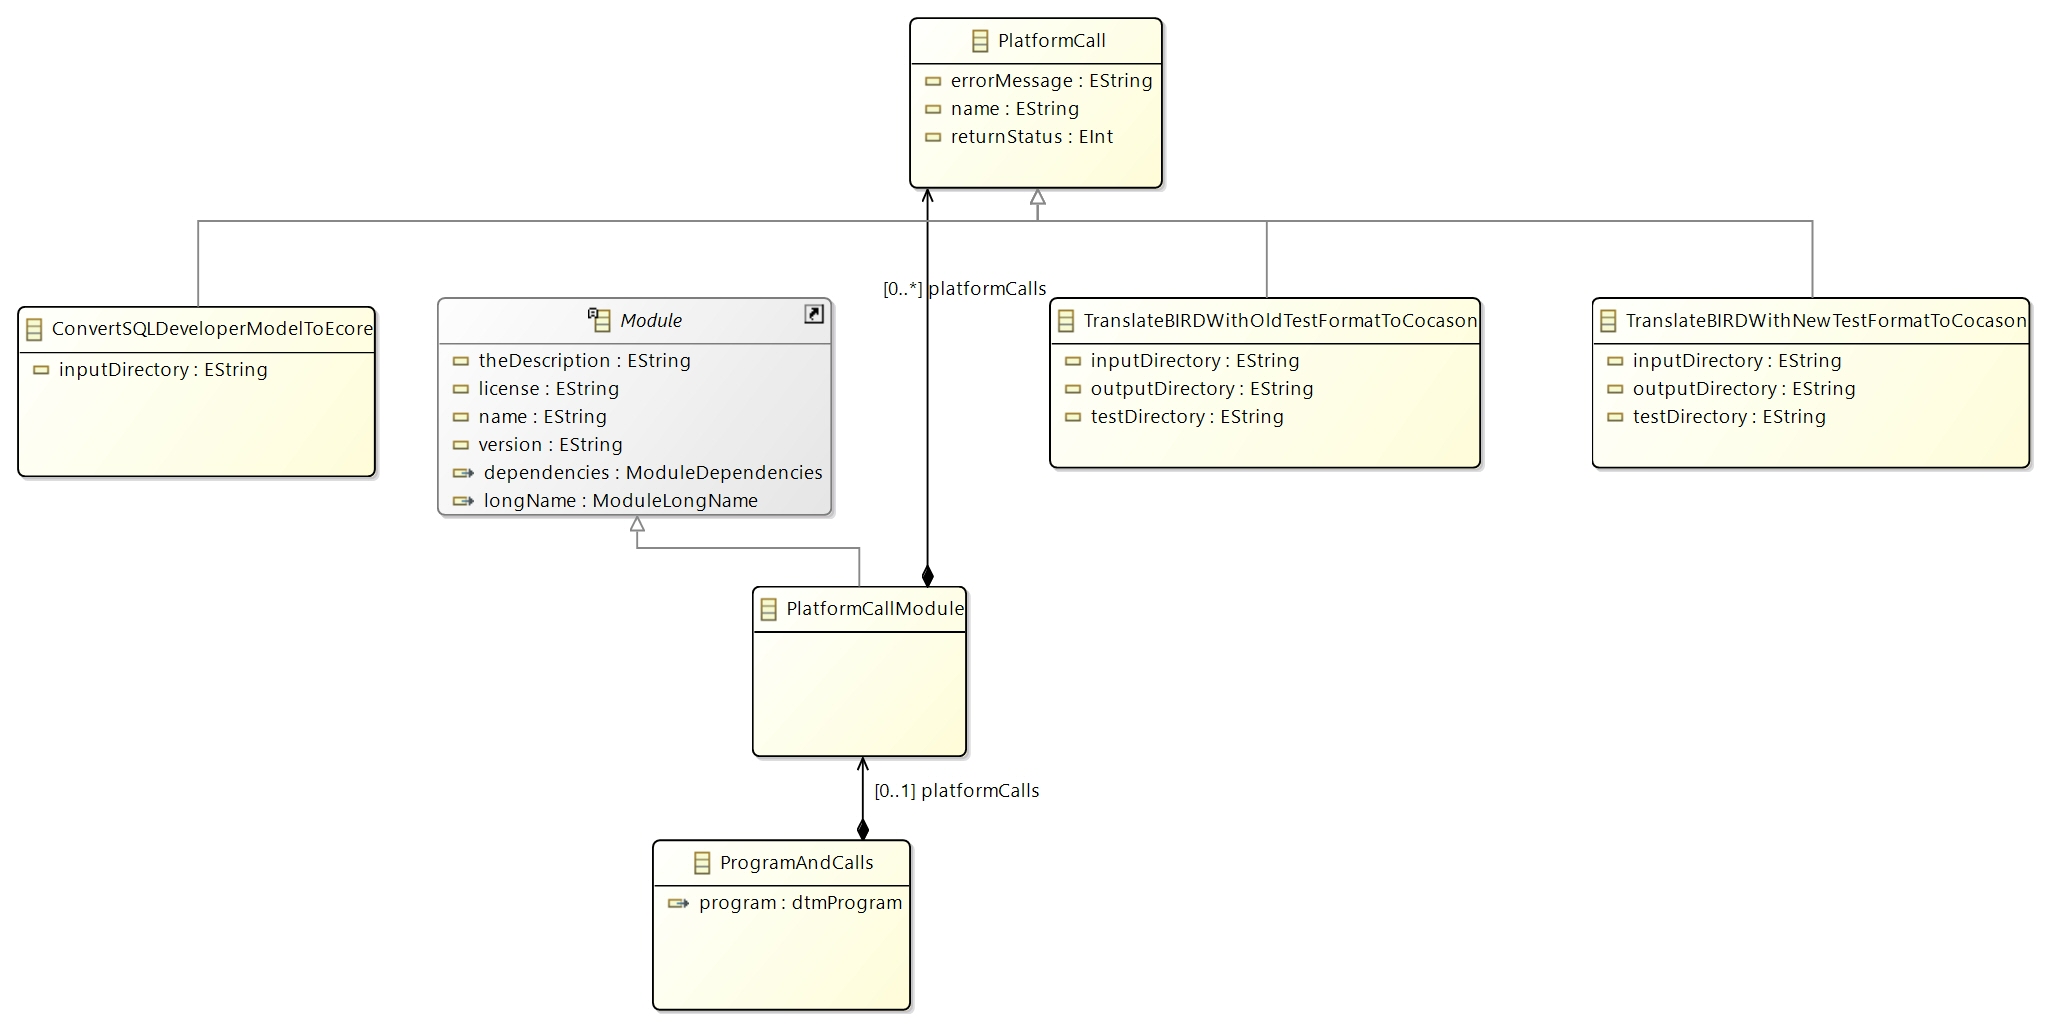 PlatformCall
errorMessage : EString
name : EString
returnStatus : EInt
[0..*] platformCalls
ConvertSQLDeveloperModelToEcore
inputDirectory : EString
Module
theDescription : EString
license : EString
name : EString
version : EString
dependencies : ModuleDependencies
longName : ModuleLongName
TranslateBIRDWithOldTestFormatToCocason
inputDirectory : EString
outputDirectory : EString
testDirectory : EString
TranslateBIRDWithNewTestFormatToCocason
inputDirectory : EString
outputDirectory : EString
testDirectory : EString
PlatformCallModule
[0..1] platformCalls
ProgramAndCalls
program : dtmProgram